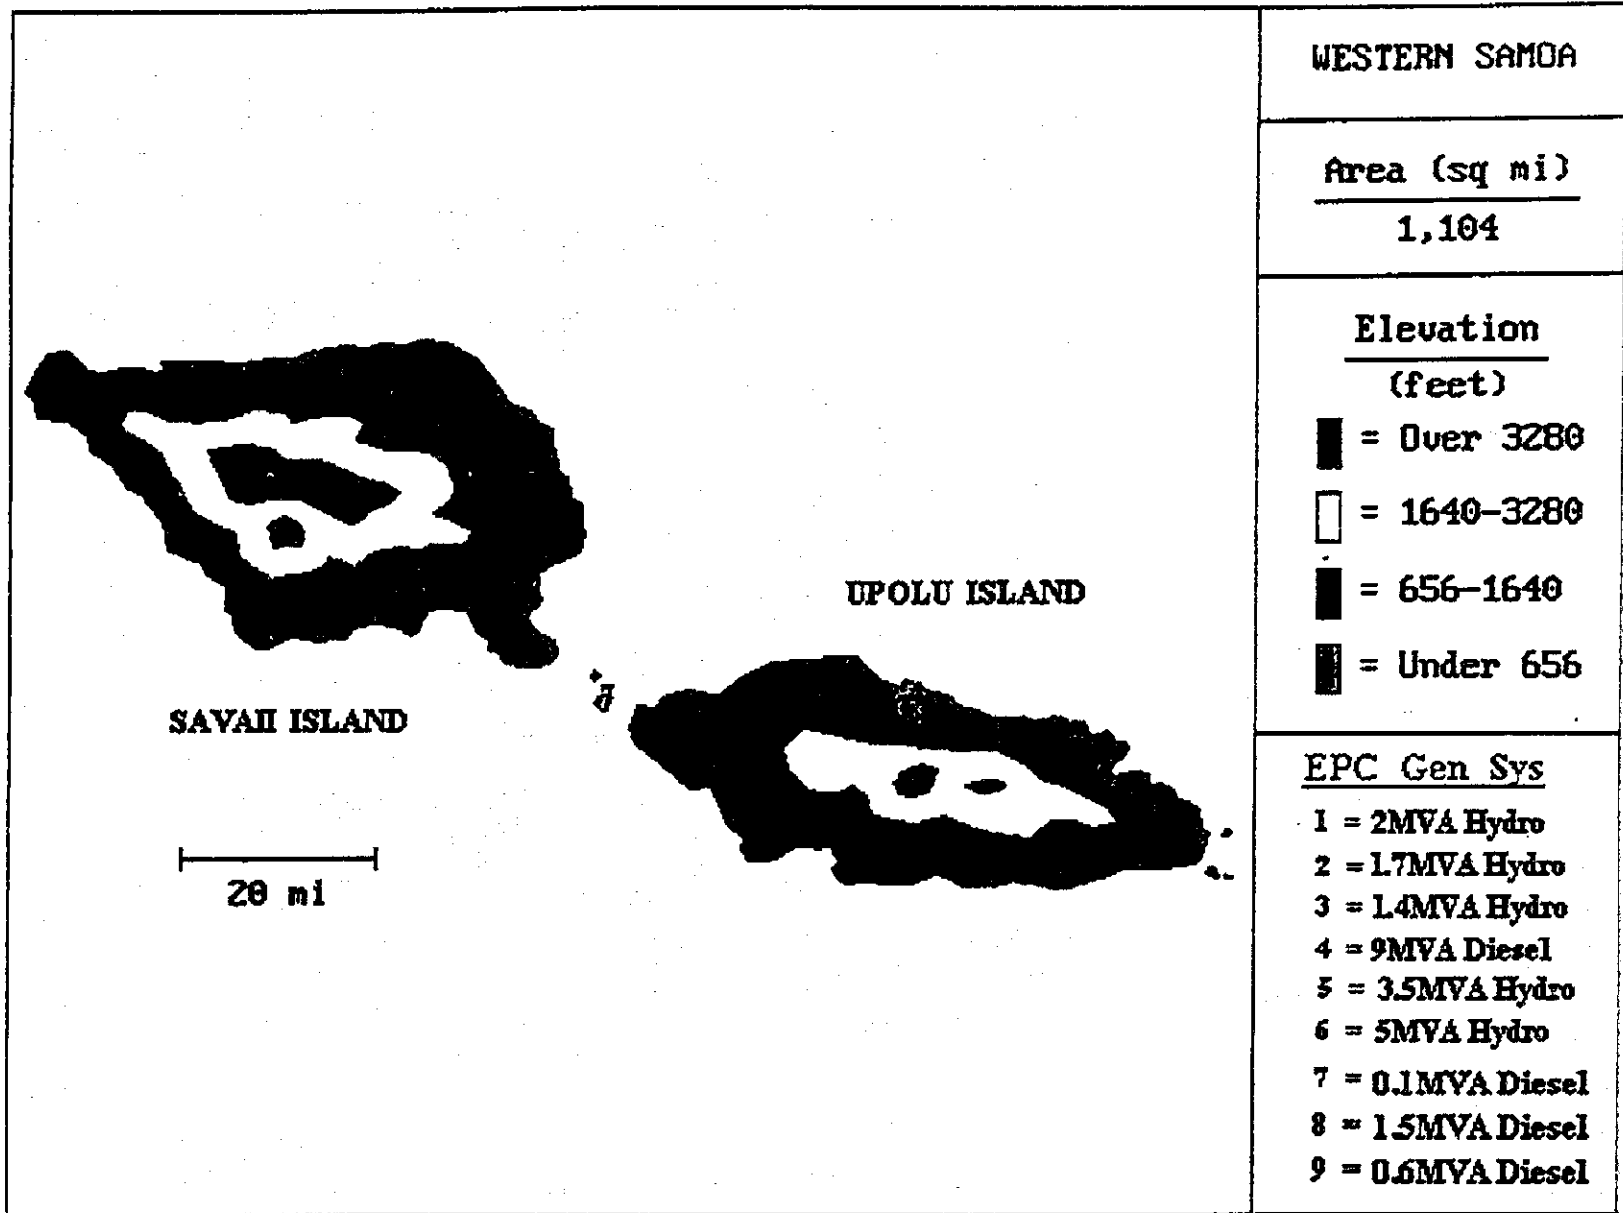 WESTERN SAMOA
Area (sq mi)
1,104
Elevation
(feet)
= Over 3280
= 1640-3280
= 656-1640
= Under 656
EPC Gen Sys
1 = 2MVA Hydro
2 = 1.7MVA Hydro
3 = 1.4MVA Hydro
4 = 9MVA Diesel
5 = 3.5MVA Hydro
6 = 5MVA Hydro
7 = 0.1MVA Diesel
8 = 1.5MVA Diesel
9 = 0.6MVA Diesel
UPOLU ISLAND
SAVAII ISLAND
20 mi